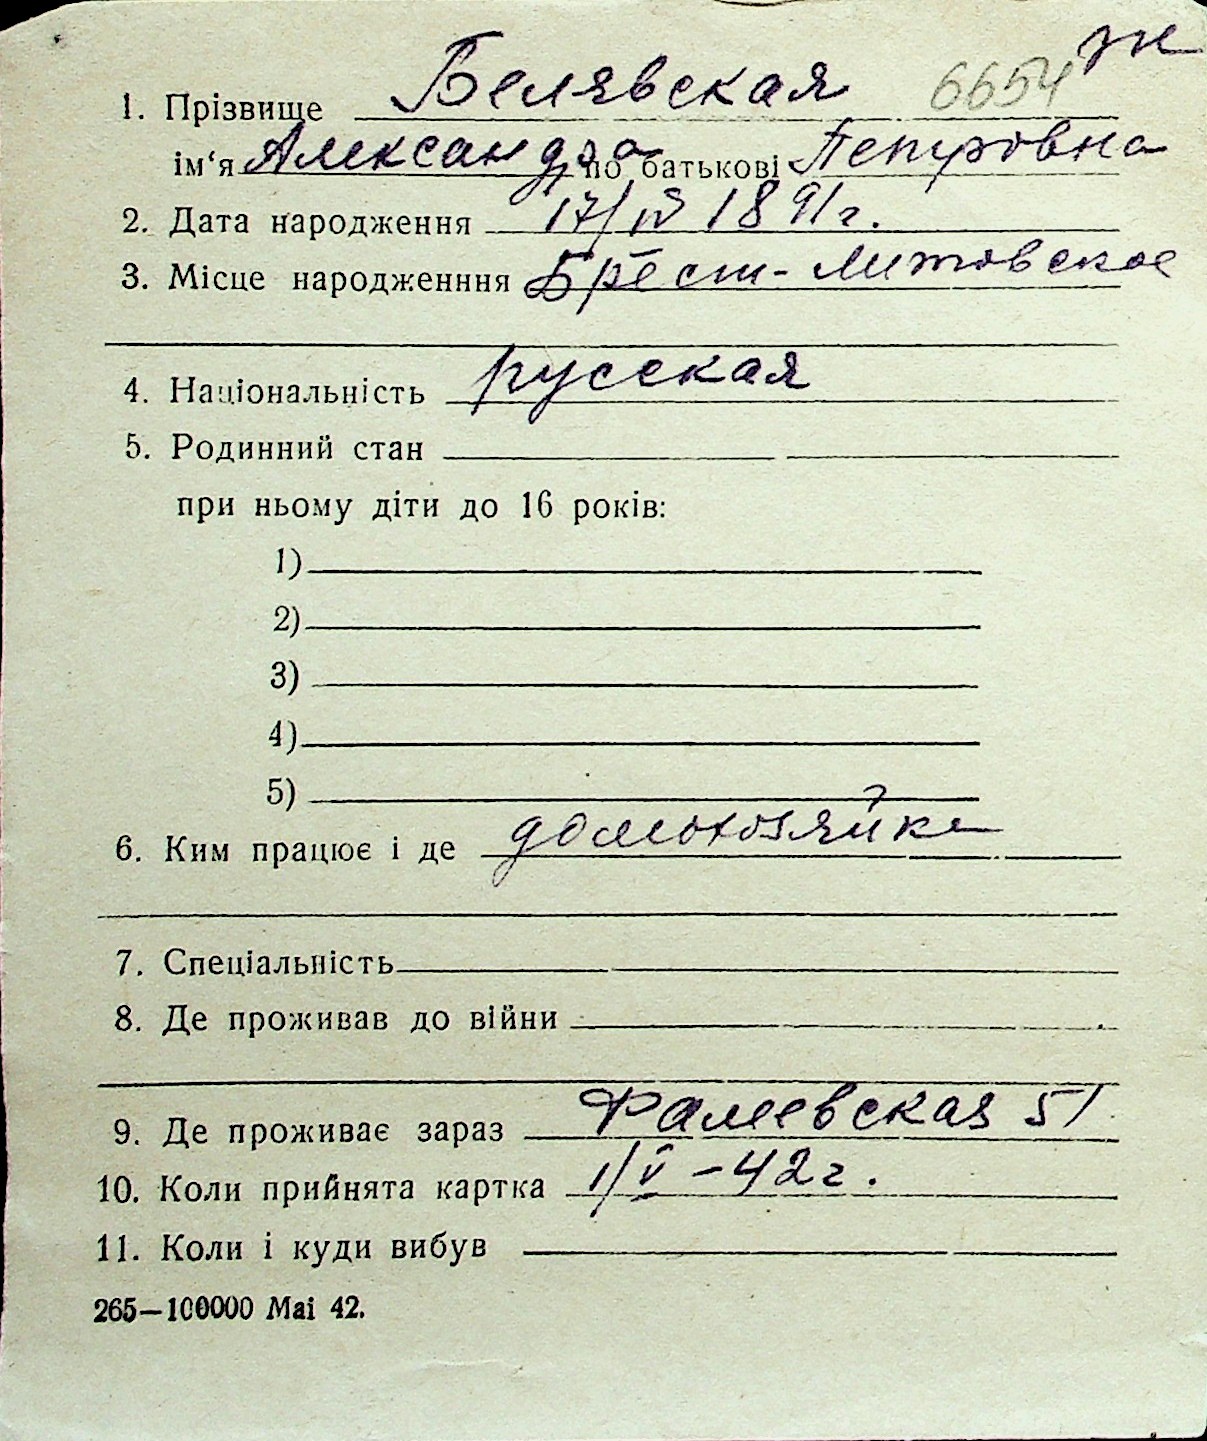 ж
6654
1. Прізвище Белявская
ім‘я Александра по батькові Петровна
2. Дата народження 17/IV 1891г.
3. Місце народженння Брест-Литовское
4. Національність русская
5. Родинний стан
при ньому діти до 16 років:
1)
2)
3)
4)
5)
6. Ким працює і де домохозяйка
7. Спеціальність
8. Де проживав до війни
9. Де проживає зараз Фалеевская 51
10. Коли прийнята картка 1/V -42г.
11. Коли і куди вибув
265—100000 Mai 42.